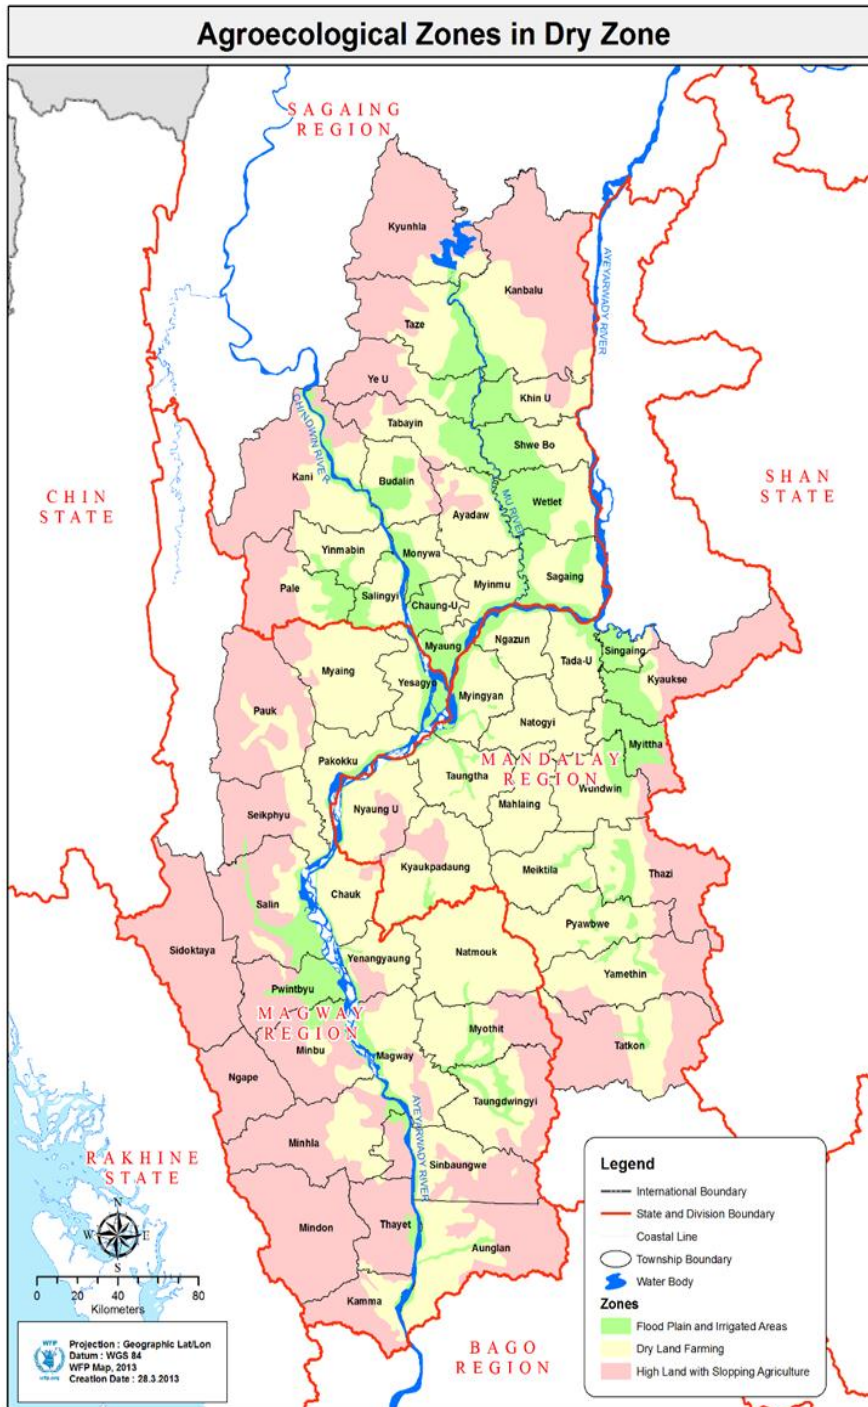 Agroecological Zones in Dry Zone
SAGAING
REGION
Kyunhla
Kanbalu
AYEYARWADY RIVER
Taze
Ye U
Khin U
CHINDWIN RIVER
Tabayin
Shwe Bo
Kani
Budalin
MU RIVER
Wetlet
CHIN
STATE
SHAN
STATE
Ayadaw
Yinmabin
Monywa
Pale
Salingyi
Myinmu
Sagaing
Chaung-U
Myaung
Ngazun
Singaing
Tada-U
Myaing
Kyaukse
Yesagyo
Myingyan
Pauk
Natogyi
Myittha
Pakokku
MANDALAY
REGION
Taungtha
Wundwin
Seikphyu
Nyaung U
Mahlaing
Kyaukpadaung
Meiktila
Thazi
Salin
Chauk
Pyawbwe
Sidoktaya
Yenangyaung
Natmouk
Yamethin
Pwintbyu
MAGWAY
REGION
Myothit
Tatkon
Minbu
Magway
Ngape
Taungdwingyi
AYEYARWADY RIVER
Minhla
RAKHINE
STATE
Sinbaungwe
Mindon
Thayet
Aunglan
Kamma
BAGO
REGION
N
W E
S
0 20 40 80
Kilometers
WFP
wfp.org
Projection : Geographic Lat/Lon
Datum : WGS 84
WFP Map, 2013
Creation Date : 28.3.2013
Legend
International Boundary
State and Division Boundary
Coastal Line
Township Boundary
Water Body
Zones
Flood Plain and Irrigated Areas
Dry Land Farming
High Land with Slopping Agriculture